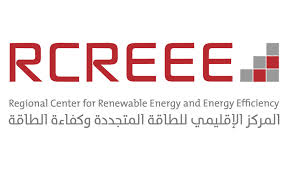 RCREEE
Regional Center for Renewable Energy and Energy Efficiency
المركز الإقليمي للطاقة المتجددة وكفاءة الطاقة